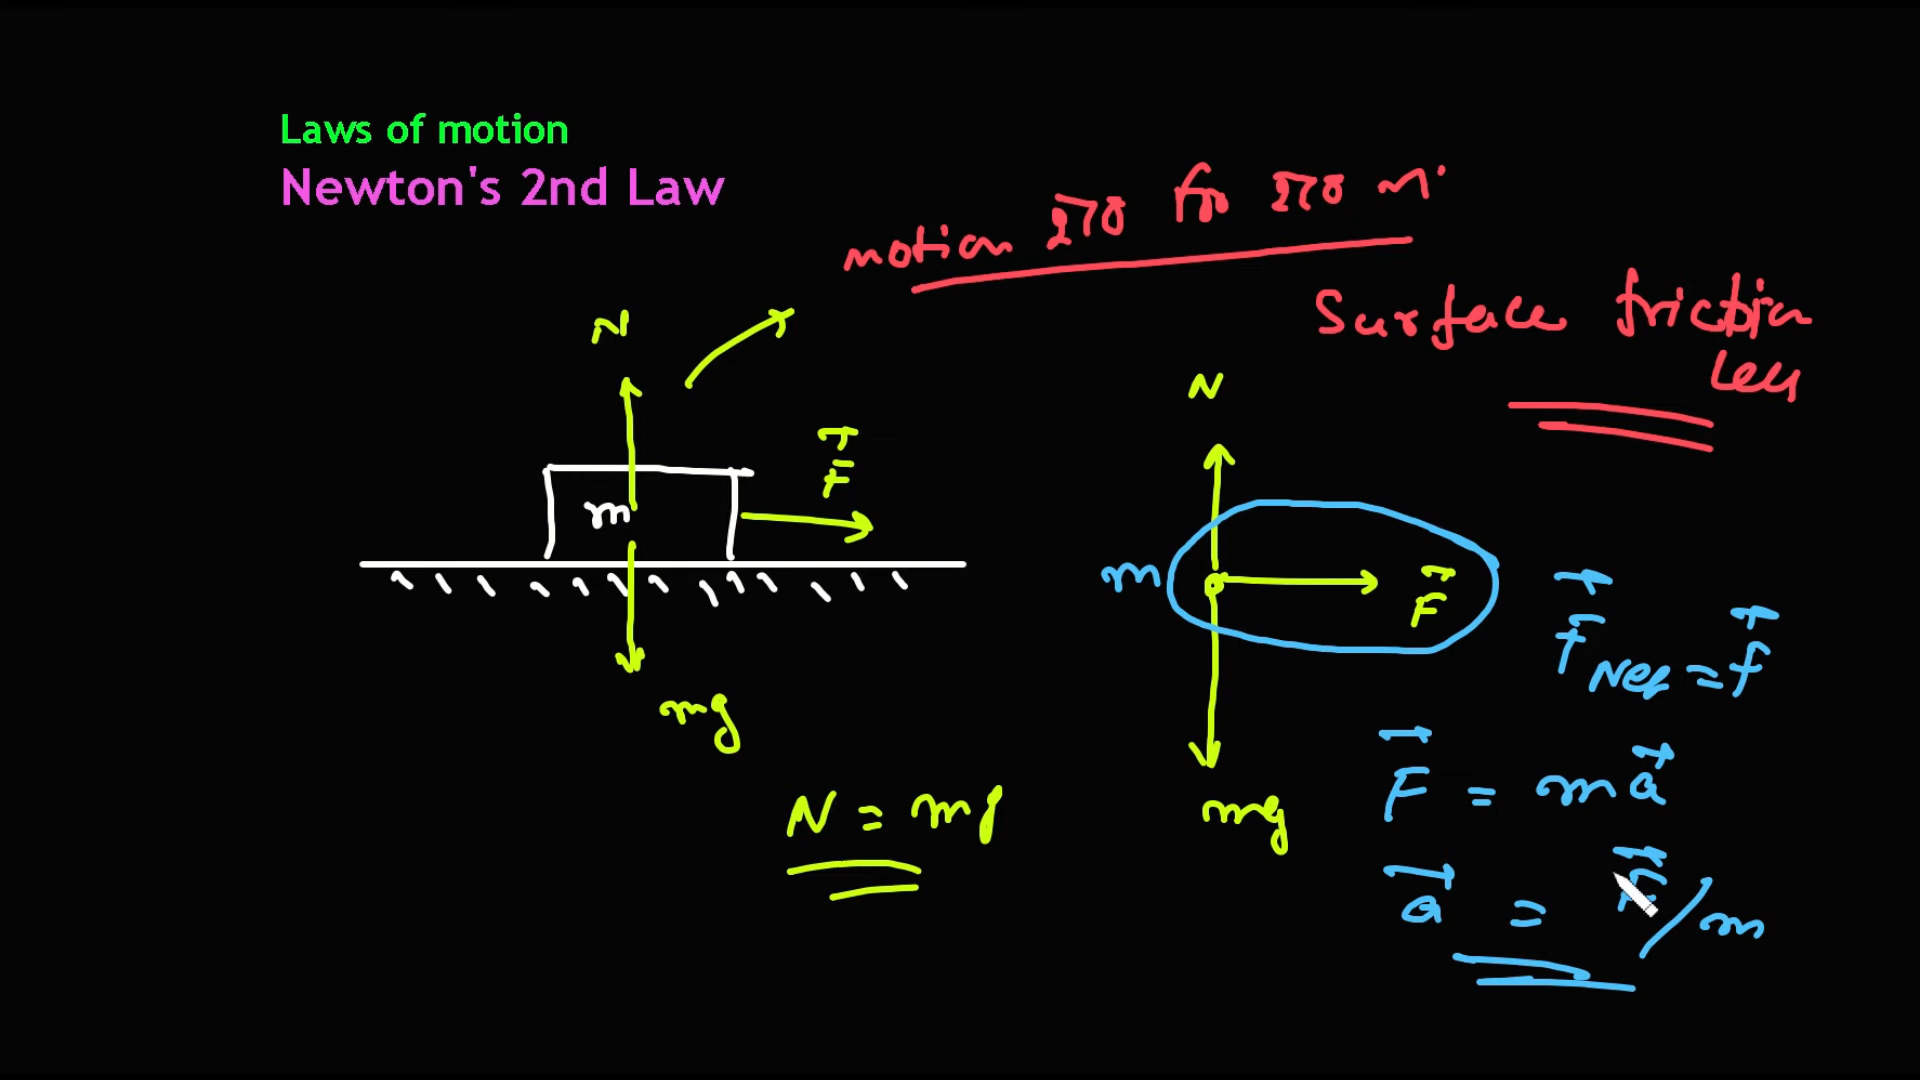 Laws of motion
Newton's 2nd Law
motion
Surface friction
less
N
F
m
mg
N = mg
N
m
F
mg
F Net = F
F = ma
a = F/m